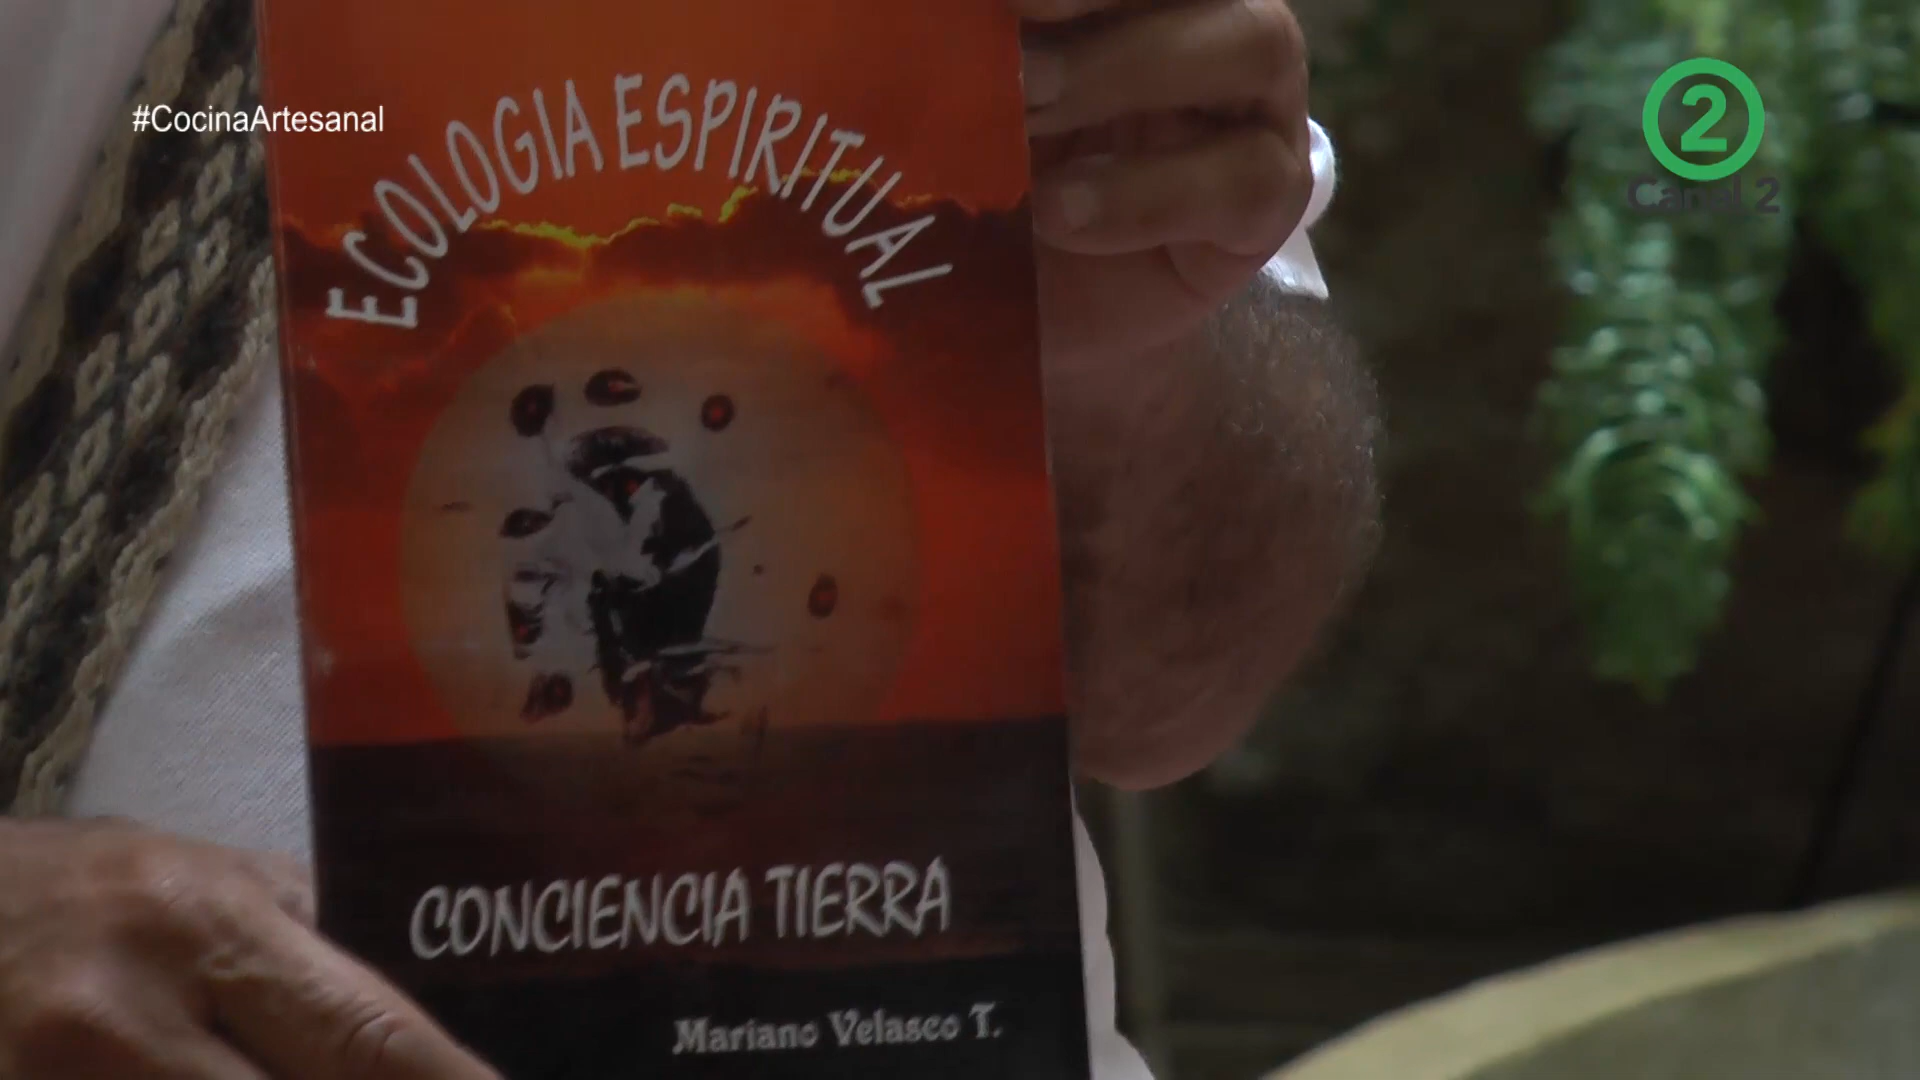 #CocinaArtesanal
2
Canal 2
ECOLOGIA ESPIRITUAL
CONCIENCIA TIERRA
Mariano Velasco T.